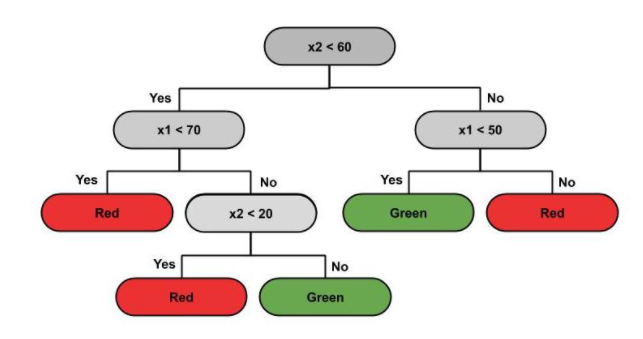 x2 < 60
Yes
No
x1 < 70
x1 < 50
Yes
No
Yes
No
Red
x2 < 20
Green
Red
Yes
No
Red
Green